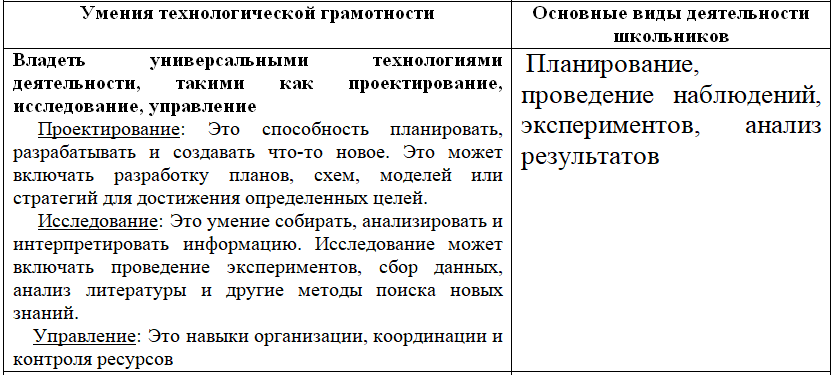 Умения технологической грамотности
Основные виды деятельности
школьников
Владеть универсальными технологиями
деятельности, такими как проектирование,
исследование, управление
Проектирование: Это способность планировать,
разрабатывать и создавать что-то новое. Это может
включать разработку планов, схем, моделей или
стратегий для достижения определенных целей.
Исследование: Это умение собирать, анализировать и
интерпретировать информацию. Исследование может
включать проведение экспериментов, сбор данных,
анализ литературы и другие методы поиска новых
знаний.
Управление: Это навыки организации, координации и
контроля ресурсов
Планирование,
проведение наблюдений,
экспериментов, анализ
результатов